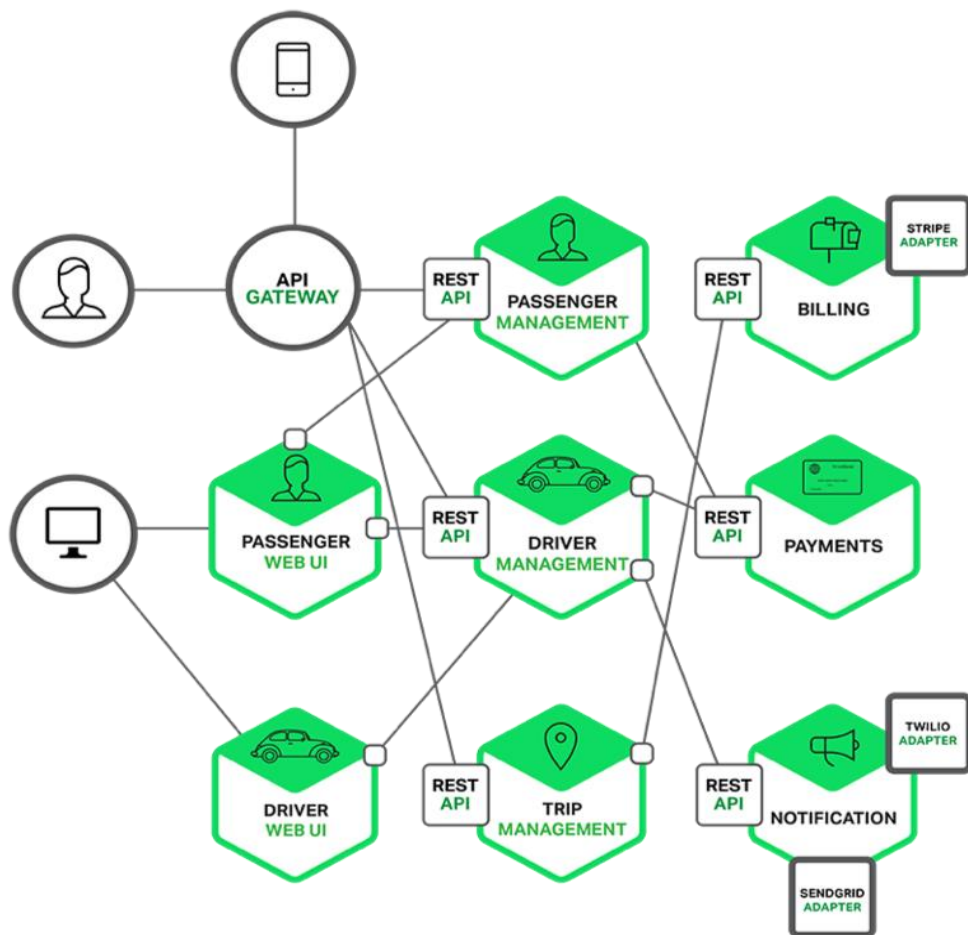 API
GATEWAY
REST
API
PASSENGER
MANAGEMENT
REST
API
BILLING
STRIPE
ADAPTER
PASSENGER
WEB UI
REST
API
DRIVER
MANAGEMENT
REST
API
PAYMENTS
DRIVER
WEB UI
REST
API
TRIP
MANAGEMENT
REST
API
NOTIFICATION
TWILIO
ADAPTER
SENDGRID
ADAPTER